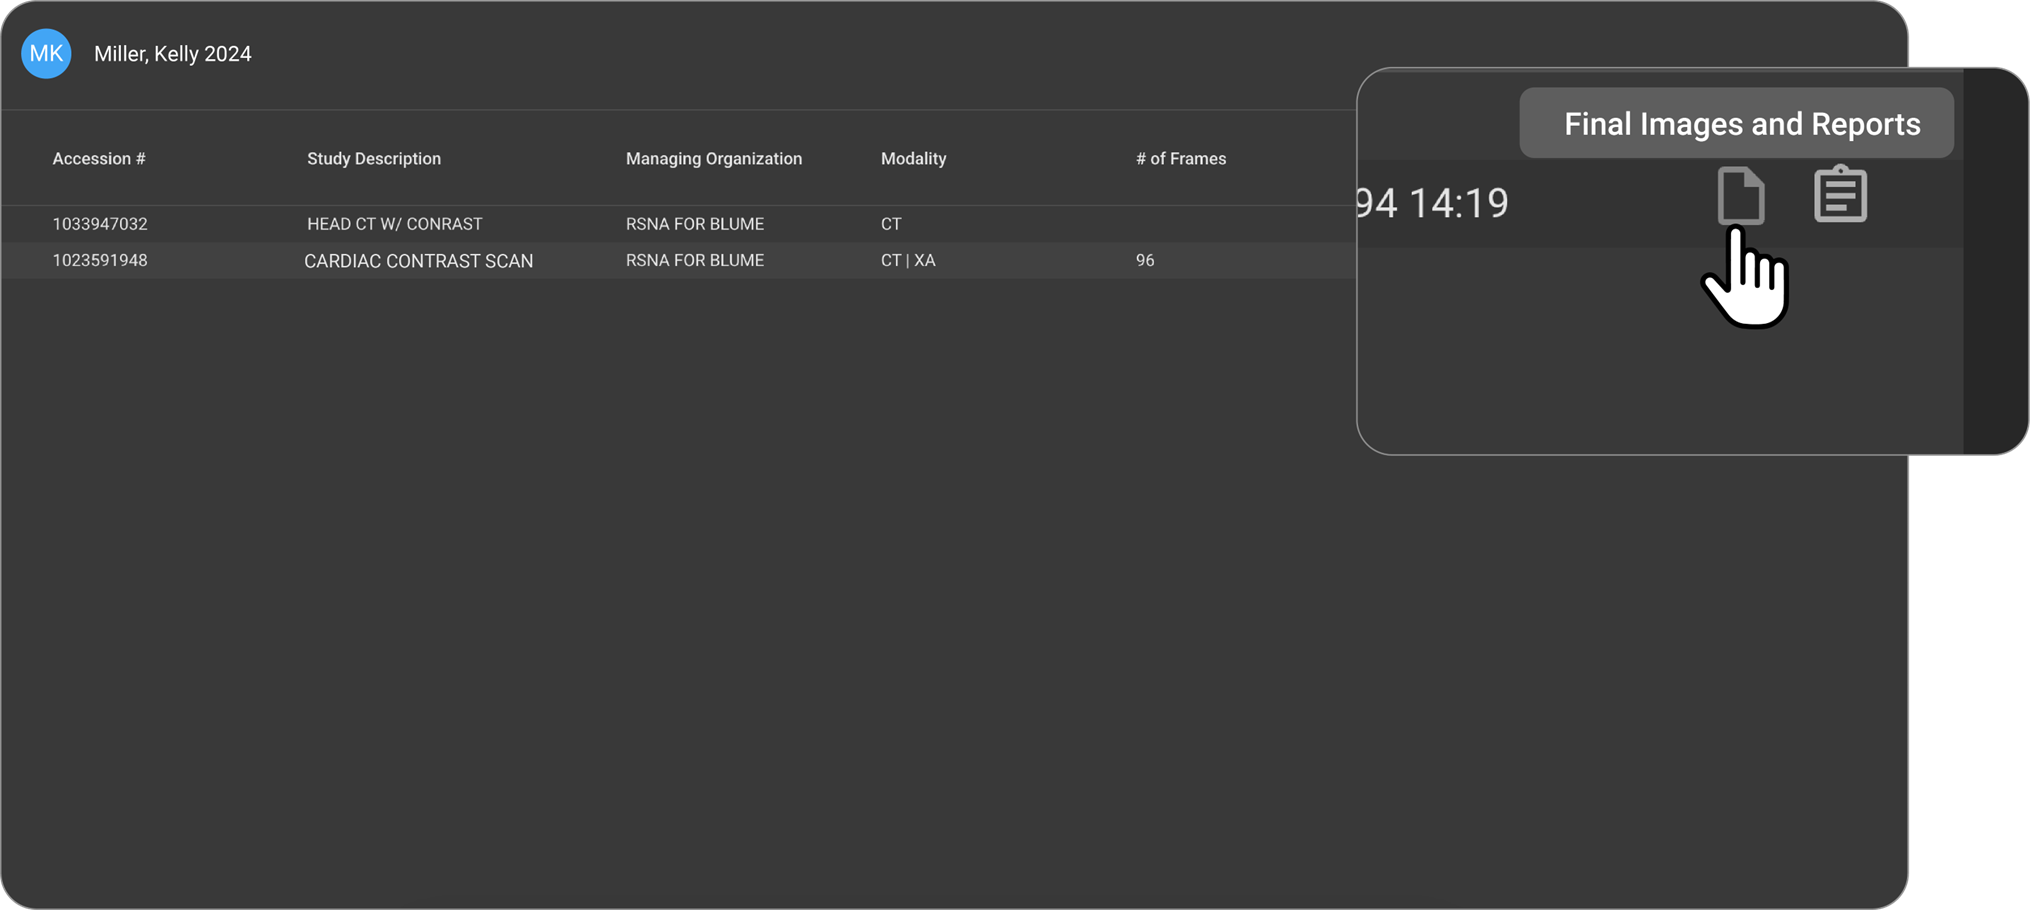 MK Miller, Kelly 2024
Final Images and Reports
Accession # Study Description Managing Organization Modality # of Frames
94 14:19
1033947032 HEAD CT W/ CONRAST RSNA FOR BLUME CT
1023591948 CARDIAC CONTRAST SCAN RSNA FOR BLUME CT | XA 96